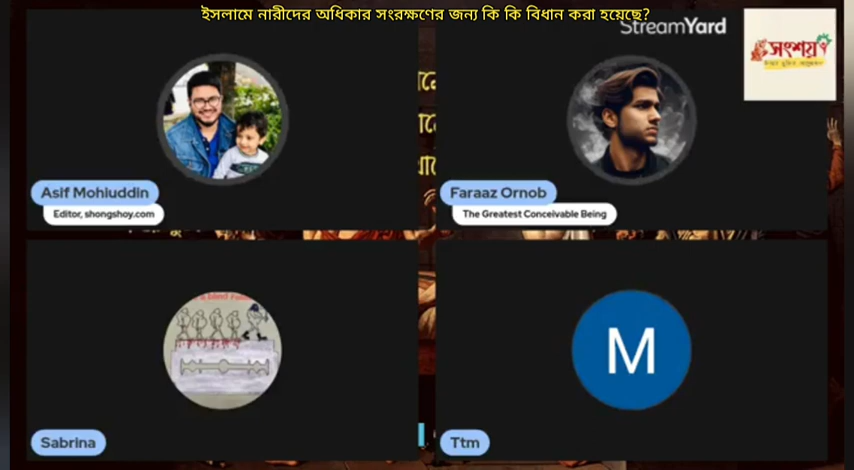 ইসলামে নারীদের অধিকার সংরক্ষণের জন্য কি কি বিধান করা হয়েছে?
StreamYard
সংশয়
Asif Mohiuddin
Editor, shongshoy.com
Faraaz Ornob
The Greatest Conceivable Being
Sabrina
M
Ttm